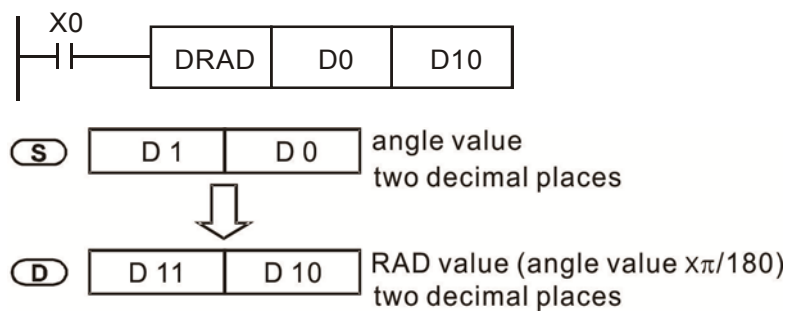 X0
DRAD D0 D10
S D 1 D 0 angle value
two decimal places
D D 11 D 10 RAD value (angle value xπ/180)
two decimal places